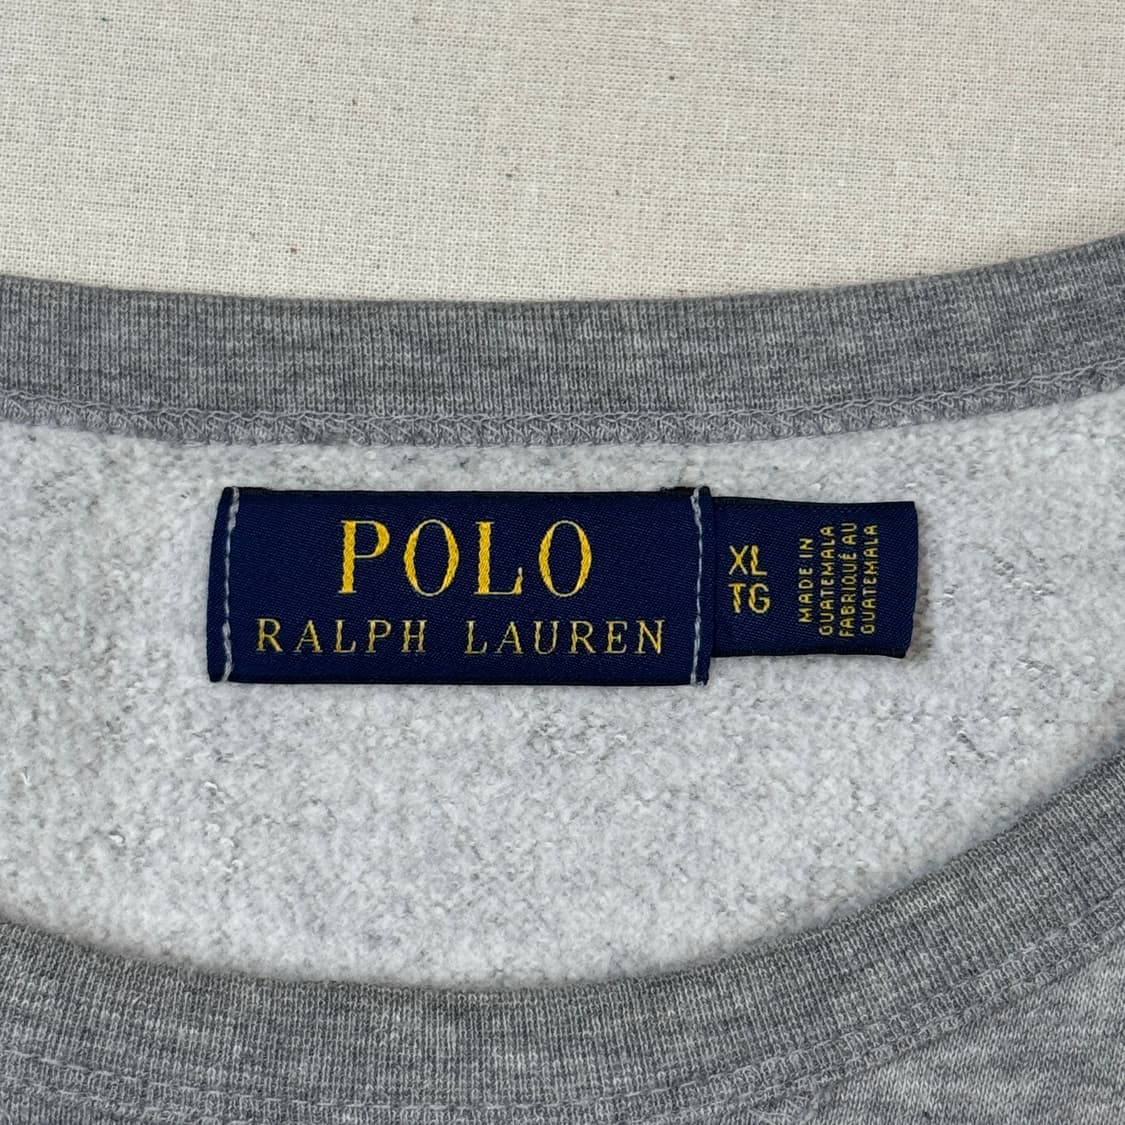 POLO
RALPH LAUREN
XL
TG
MADE IN
GUATEMALA
FABRIQUÉ AU
GUATEMALA